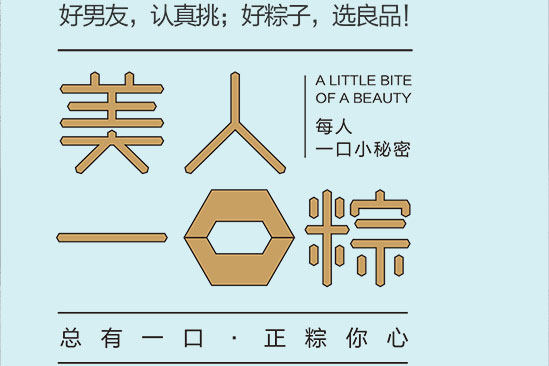 好男友，认真挑；好粽子，选良品！
美人
A LITTLE BITE
OF A BEAUTY
每人
一口小秘密
一口粽
总有一口·正粽你心